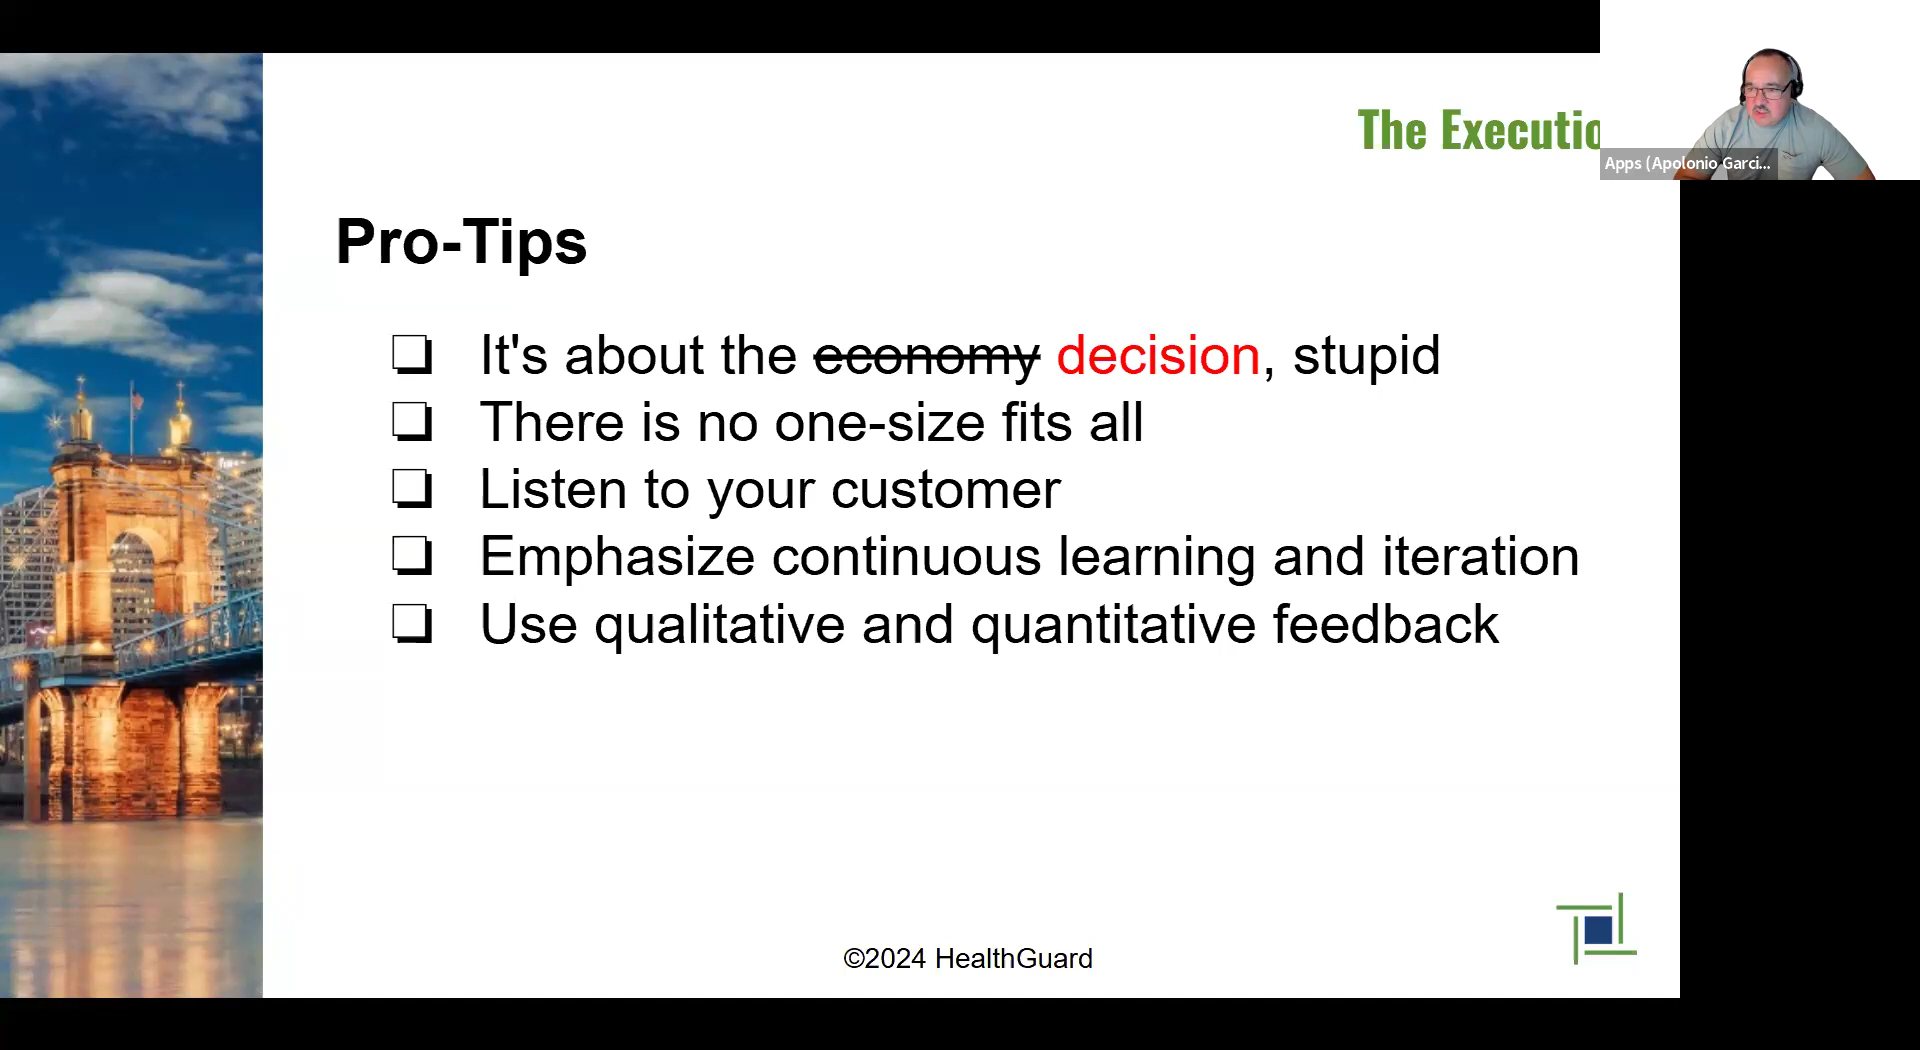 The Executio
Apps (Apolonio Garci...
Pro-Tips
❏ It's about the economy decision, stupid
❏ There is no one-size fits all
❏ Listen to your customer
❏ Emphasize continuous learning and iteration
❏ Use qualitative and quantitative feedback
©2024 HealthGuard